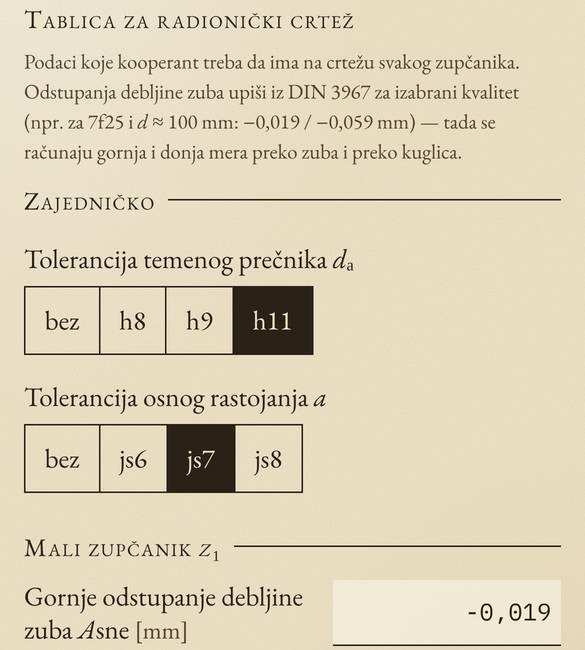 Tablica za radionički crtež
Podaci koje kooperant treba da ima na crtežu svakog zupčanika.
Odstupanja debljine zuba upiši iz DIN 3967 za izabrani kvalitet
(npr. za 7f25 i d ≈ 100 mm: −0,019 / −0,059 mm) — tada se
računaju gornja i donja mera preko zuba i preko kuglica.
Zajedničko
Tolerancija temenog prečnika dₐ
bez h8 h9 h11
Tolerancija osnog rastojanja a
bez js6 js7 js8
Mali zupčanik z₁
Gornje odstupanje debljine
zuba Asne [mm]
-0,019